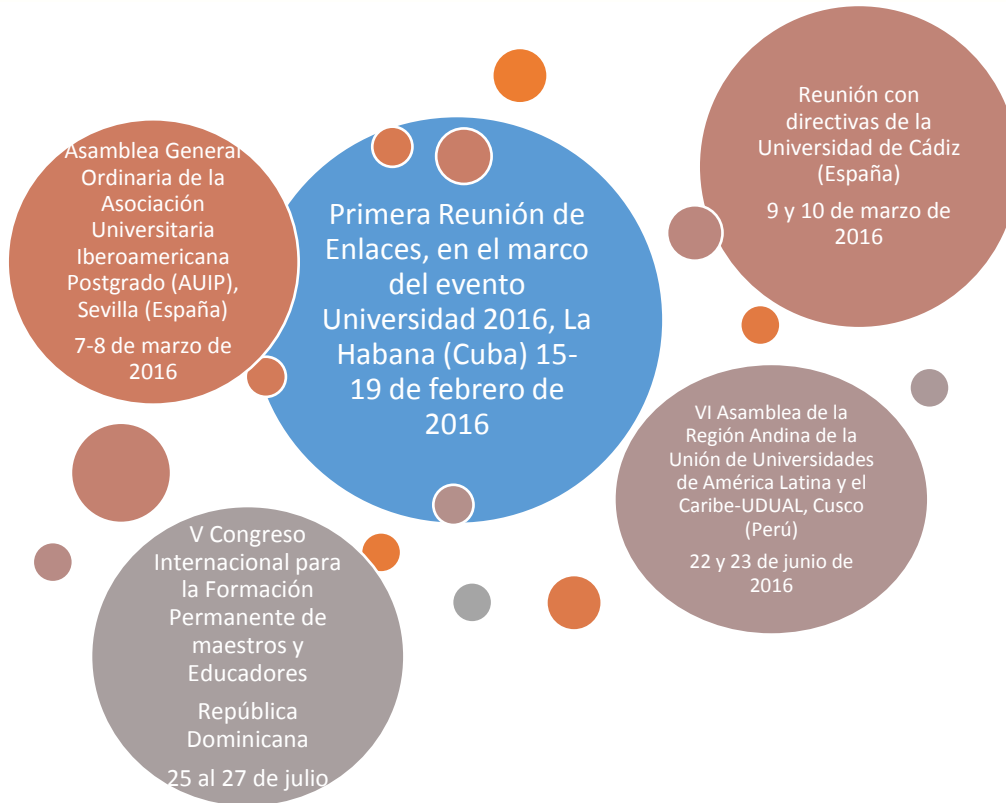 Asamblea General
Ordinaria de la
Asociación
Universitaria
Iberoamericana
Postgrado (AUIP),
Sevilla (España)
7-8 de marzo de
2016
Primera Reunión de
Enlaces, en el marco
del evento
Universidad 2016, La
Habana (Cuba) 15-
19 de febrero de
2016
Reunión con
directivas de la
Universidad de Cádiz
(España)
9 y 10 de marzo de
2016
VI Asamblea de la
Región Andina de la
Unión de Universidades
de América Latina y el
Caribe-UDUAL, Cusco
(Perú)
22 y 23 de junio de
2016
V Congreso
Internacional para
la Formación
Permanente de
maestros y
Educadores
República
Dominicana
25 al 27 de julio